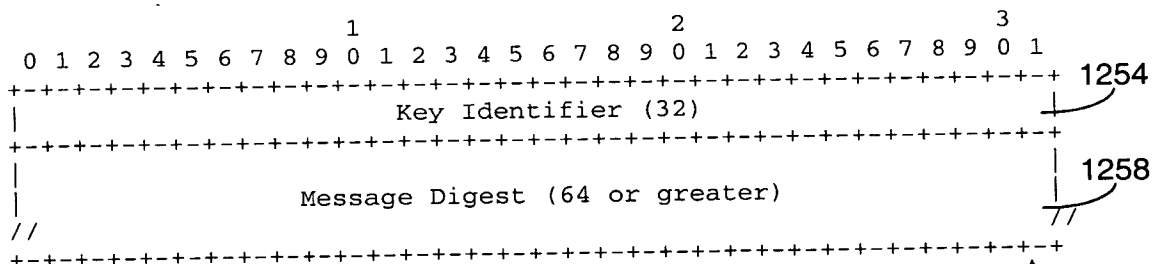 1 2 3
0 1 2 3 4 5 6 7 8 9 0 1 2 3 4 5 6 7 8 9 0 1 2 3 4 5 6 7 8 9 0 1
+-+-+-+-+-+-+-+-+-+-+-+-+-+-+-+-+-+-+-+-+-+-+-+-+-+-+-+-+-+-+-+-+ 1254
| Key Identifier (32) |
+-+-+-+-+-+-+-+-+-+-+-+-+-+-+-+-+-+-+-+-+-+-+-+-+-+-+-+-+-+-+-+-+
| | 1258
| Message Digest (64 or greater)
// //
+-+-+-+-+-+-+-+-+-+-+-+-+-+-+-+-+-+-+-+-+-+-+-+-+-+-+-+-+-+-+-+-+